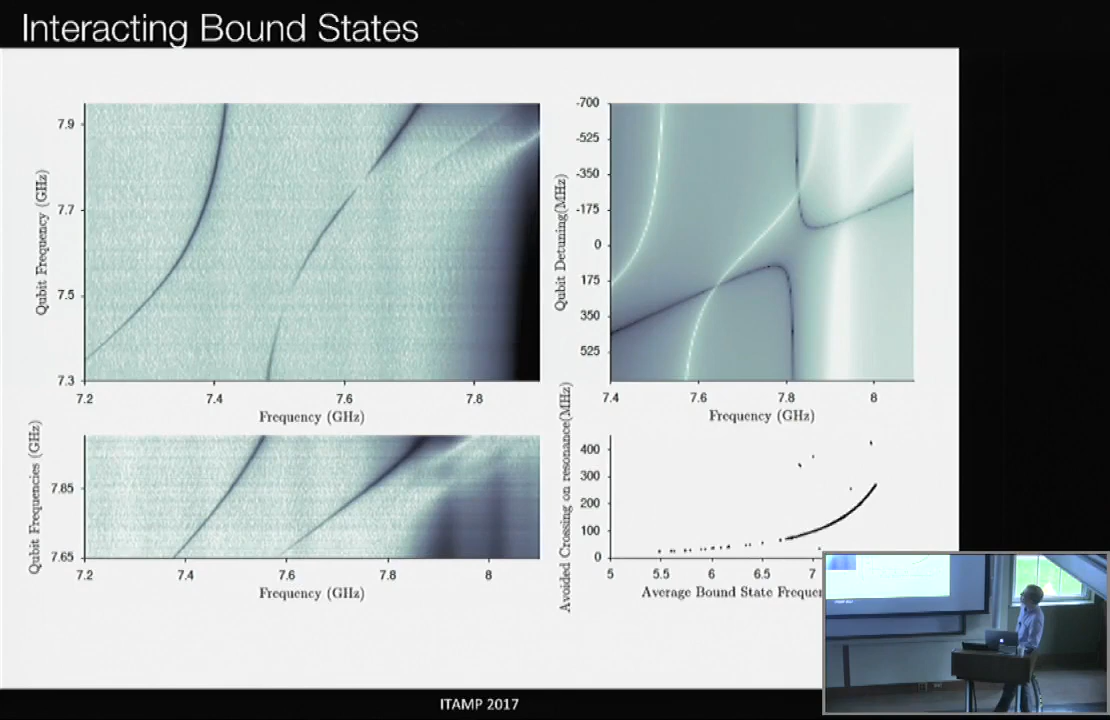 Interacting Bound States
7.9
7.7
7.5
7.3
Qubit Frequency (GHz)
7.2 7.4 7.6 7.8
Frequency (GHz)
-700
-525
-350
-175
0
175
350
525
Qubit Detuning(MHz)
7.4 7.6 7.8 8
Frequency (GHz)
7.85
7.65
Qubit Frequencies (GHz)
7.2 7.4 7.6 7.8 8
Frequency (GHz)
400
300
200
100
0
Avoided Crossing on resonance(MHz)
5 5.5 6 6.5 7
Average Bound State Frequen
ITAMP 2017